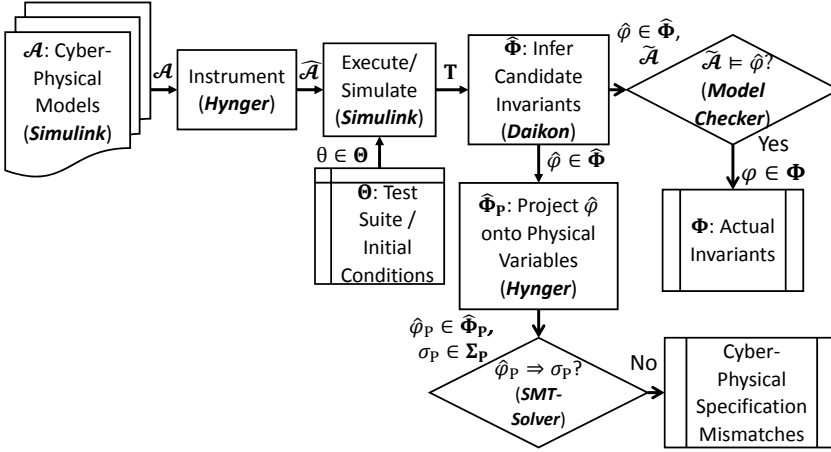 𝓐: Cyber-
Physical
Models
(Simulink)
𝓐
Instrument
(Hynger)
𝓐̂
Execute/
Simulate
(Simulink)
T
Φ̂: Infer
Candidate
Invariants
(Daikon)
φ̂ ∈ Φ̂,
𝓐̃
𝓐̃ ⊨ φ̂?
(Model
Checker)
Yes
φ ∈ Φ
Φ: Actual
Invariants
θ ∈ Θ
Θ: Test
Suite /
Initial
Conditions
φ̂ ∈ Φ̂
Φ̂P: Project φ̂
onto Physical
Variables
(Hynger)
φ̂P ∈ Φ̂P,
σP ∈ ΣP
φ̂P ⇒ σP?
(SMT-
Solver)
No
Cyber-
Physical
Specification
Mismatches